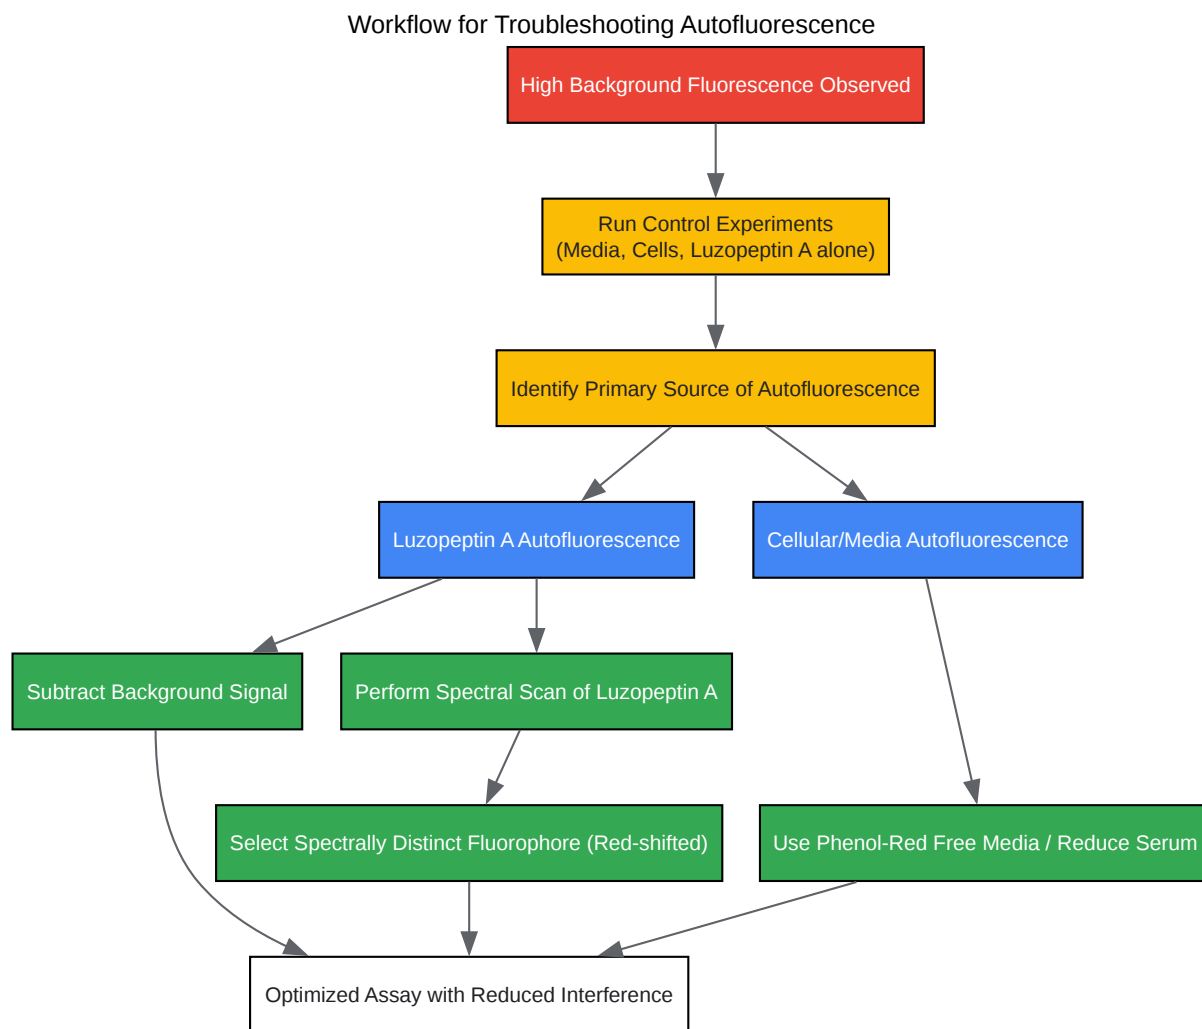 Workflow for Troubleshooting Autofluorescence
High Background Fluorescence Observed
Run Control Experiments
(Media, Cells, Luzopeptin A alone)
Identify Primary Source of Autofluorescence
Luzopeptin A Autofluorescence
Cellular/Media Autofluorescence
Subtract Background Signal
Perform Spectral Scan of Luzopeptin A
Select Spectrally Distinct Fluorophore (Red-shifted)
Use Phenol-Red Free Media / Reduce Serum
Optimized Assay with Reduced Interference